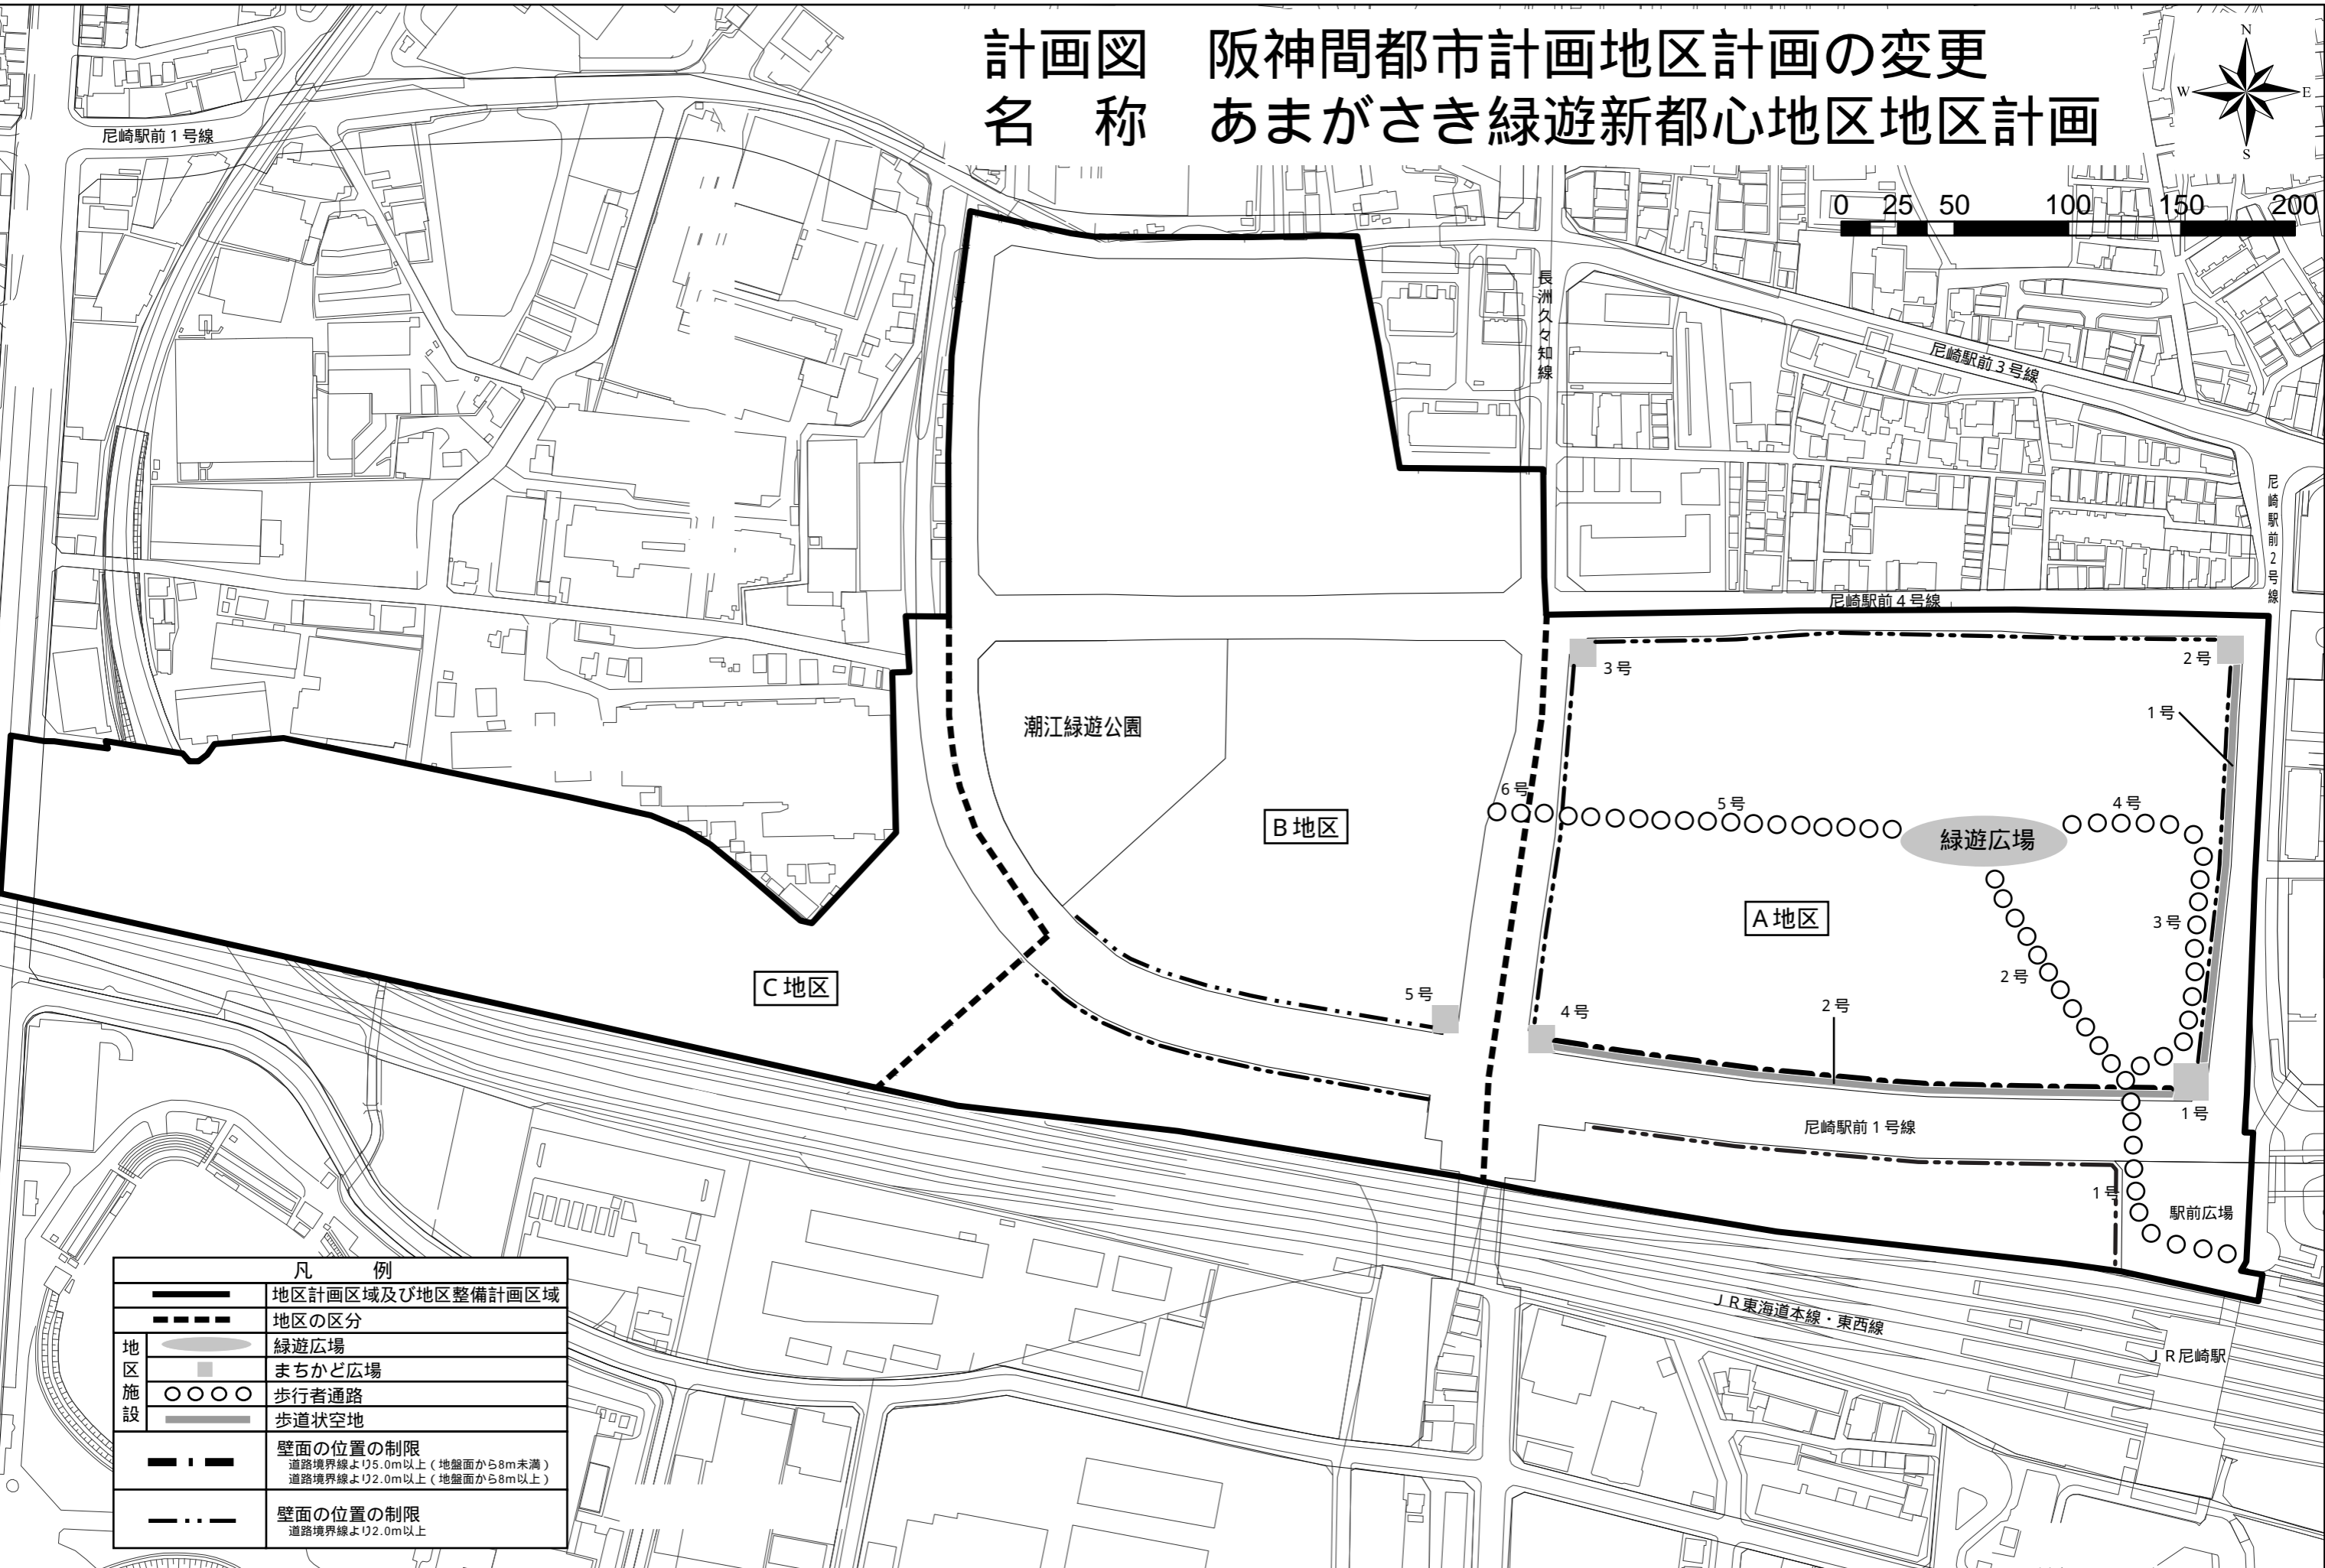 計画図　阪神間都市計画地区計画の変更
名　称　あまがさき緑遊新都心地区地区計画
N
W
E
S
0 25 50 100 150 200
尼崎駅前1号線
長洲久々知線
尼崎駅前3号線
尼崎駅前2号線
尼崎駅前4号線
3号
2号
1号
潮江緑遊公園
6号
5号
4号
B地区
緑遊広場
A地区
3号
C地区
2号
5号
4号
2号
1号
尼崎駅前1号線
1号
駅前広場
JR東海道本線・東西線
JR尼崎駅
凡　例
地区計画区域及び地区整備計画区域
地区の区分
地区施設
緑遊広場
まちかど広場
歩行者通路
歩道状空地
壁面の位置の制限
道路境界線より5.0m以上（地盤面から8m未満）
道路境界線より2.0m以上（地盤面から8m以上）
壁面の位置の制限
道路境界線より2.0m以上